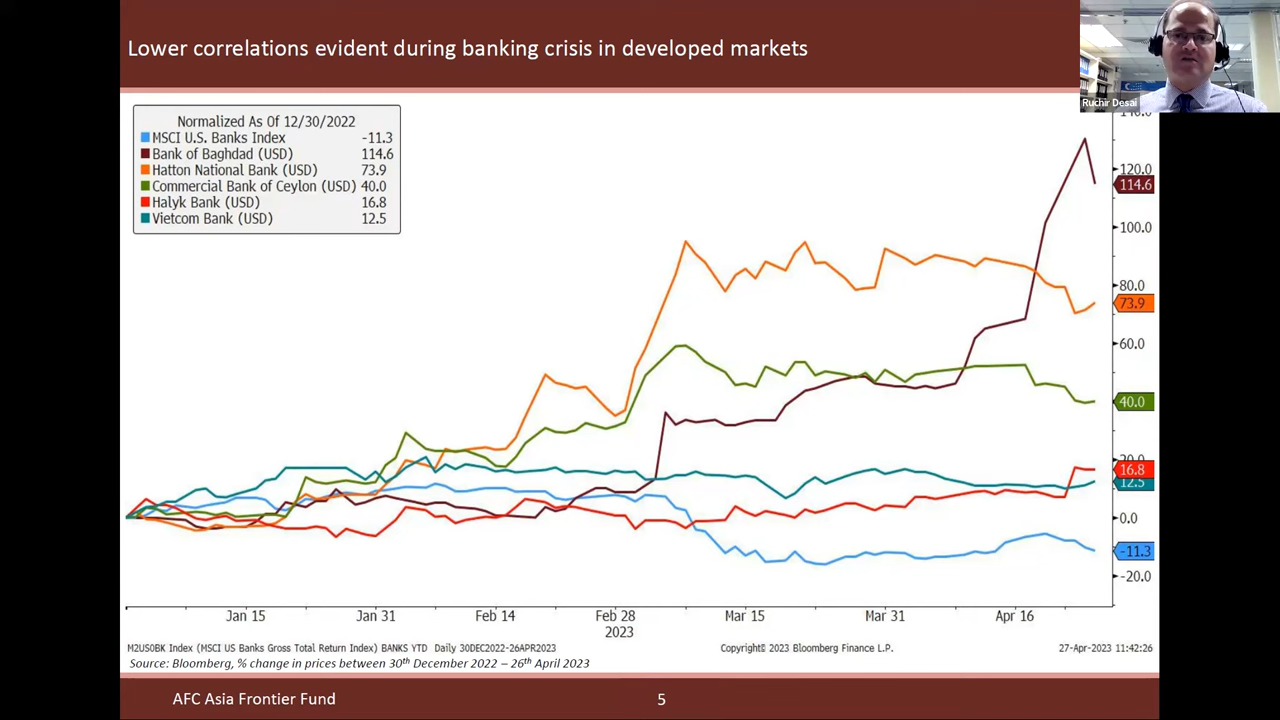 Lower correlations evident during banking crisis in developed markets
Ruchir Desai
Normalized As Of 12/30/2022
MSCI U.S. Banks Index -11.3
Bank of Baghdad (USD) 114.6
Hatton National Bank (USD) 73.9
Commercial Bank of Ceylon (USD) 40.0
Halyk Bank (USD) 16.8
Vietcom Bank (USD) 12.5
120.0
114.6
100.0
80.0
73.9
60.0
40.0
16.8
12.5
0.0
-11.3
-20.0
Jan 15 Jan 31 Feb 14 Feb 28 Mar 15 Mar 31 Apr 16
2023
M2US0BK Index (MSCI US Banks Gross Total Return Index) BANKS YTD Daily 30DEC2022-26APR2023 Copyright© 2023 Bloomberg Finance L.P. 27-Apr-2023 11:42:26
Source: Bloomberg, % change in prices between 30th December 2022 – 26th April 2023
AFC Asia Frontier Fund 5